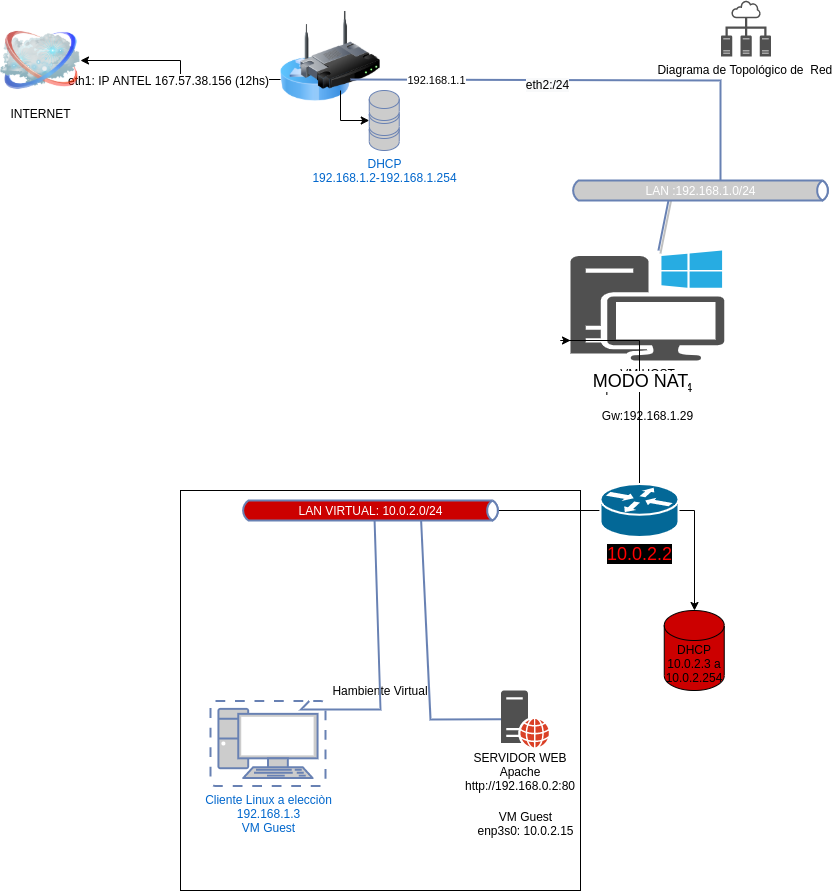 Diagrama de Topológico de  Red
INTERNET
eth1: IP ANTEL 167.57.38.156 (12hs)
192.168.1.1
eth2:/24
DHCP
192.168.1.2-192.168.1.254
LAN :192.168.1.0/24
MODO NAT
Gw:192.168.1.29
LAN VIRTUAL: 10.0.2.0/24
10.0.2.2
DHCP
10.0.2.3 a
10.0.2.254
Hambiente Virtual
Cliente Linux a elecciòn
192.168.1.3
VM Guest
SERVIDOR WEB
Apache
http://192.168.0.2:80
VM Guest
enp3s0: 10.0.2.15